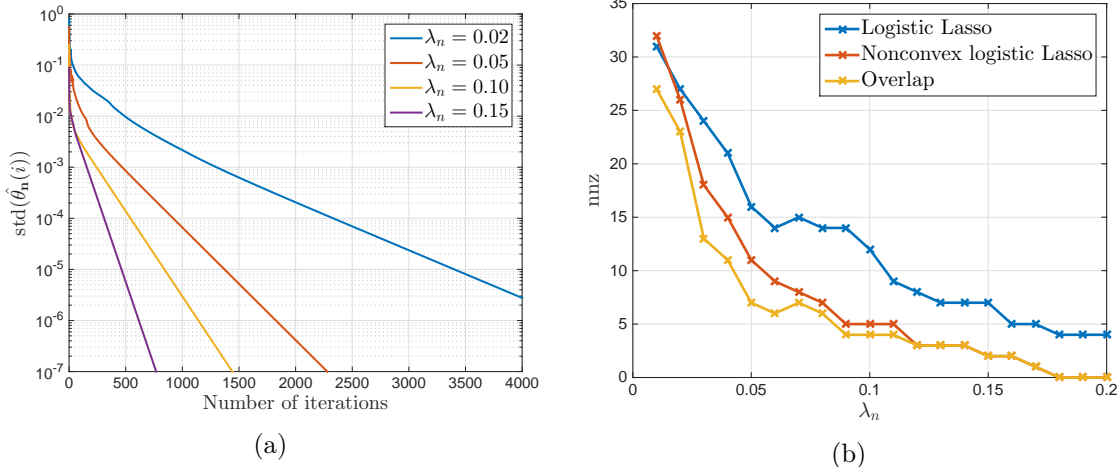 10^0
10^{-1}
10^{-2}
10^{-3}
10^{-4}
10^{-5}
10^{-6}
10^{-7}
std(\hat{θ_n}(i))
λ_n = 0.02
λ_n = 0.05
λ_n = 0.10
λ_n = 0.15
0 500 1000 1500 2000 2500 3000 3500 4000
Number of iterations
(a)
35
30
25
20
15
10
5
0
nnz
Logistic Lasso
Nonconvex logistic Lasso
Overlap
0 0.05 0.1 0.15 0.2
λ_n
(b)